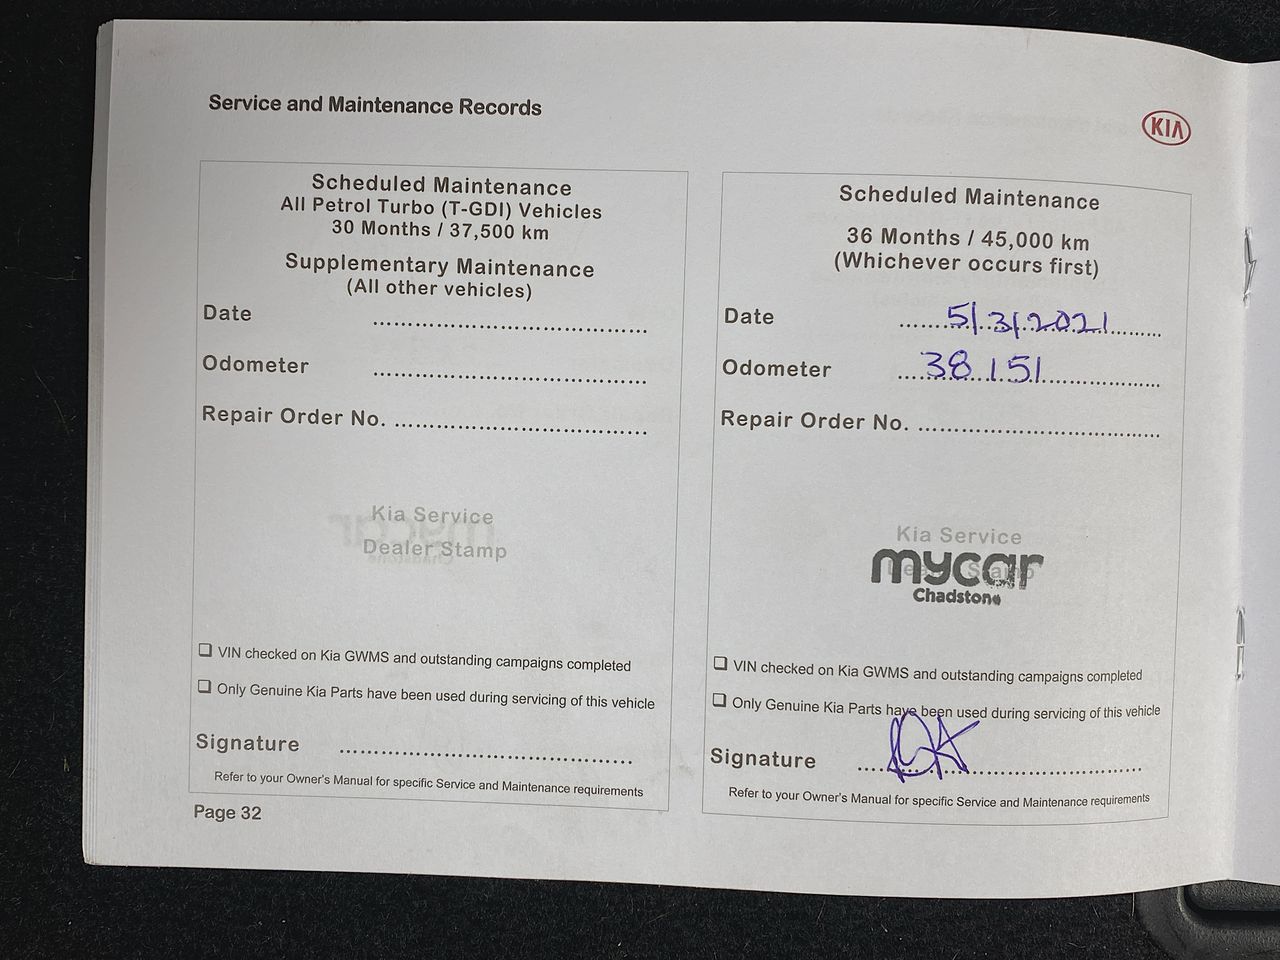 Service and Maintenance Records
KIA
Scheduled Maintenance
All Petrol Turbo (T-GDI) Vehicles
30 Months / 37,500 km
Supplementary Maintenance
(All other vehicles)
Date
Odometer
Repair Order No.
Kia Service
Dealer Stamp
VIN checked on Kia GWMS and outstanding campaigns completed
Only Genuine Kia Parts have been used during servicing of this vehicle
Signature
Refer to your Owner's Manual for specific Service and Maintenance requirements
Page 32
Scheduled Maintenance
36 Months / 45,000 km
(Whichever occurs first)
Date 5/3/2021
Odometer 38151
Repair Order No.
Kia Service
mycar
Chadstone
VIN checked on Kia GWMS and outstanding campaigns completed
Only Genuine Kia Parts have been used during servicing of this vehicle
Signature
Refer to your Owner's Manual for specific Service and Maintenance requirements